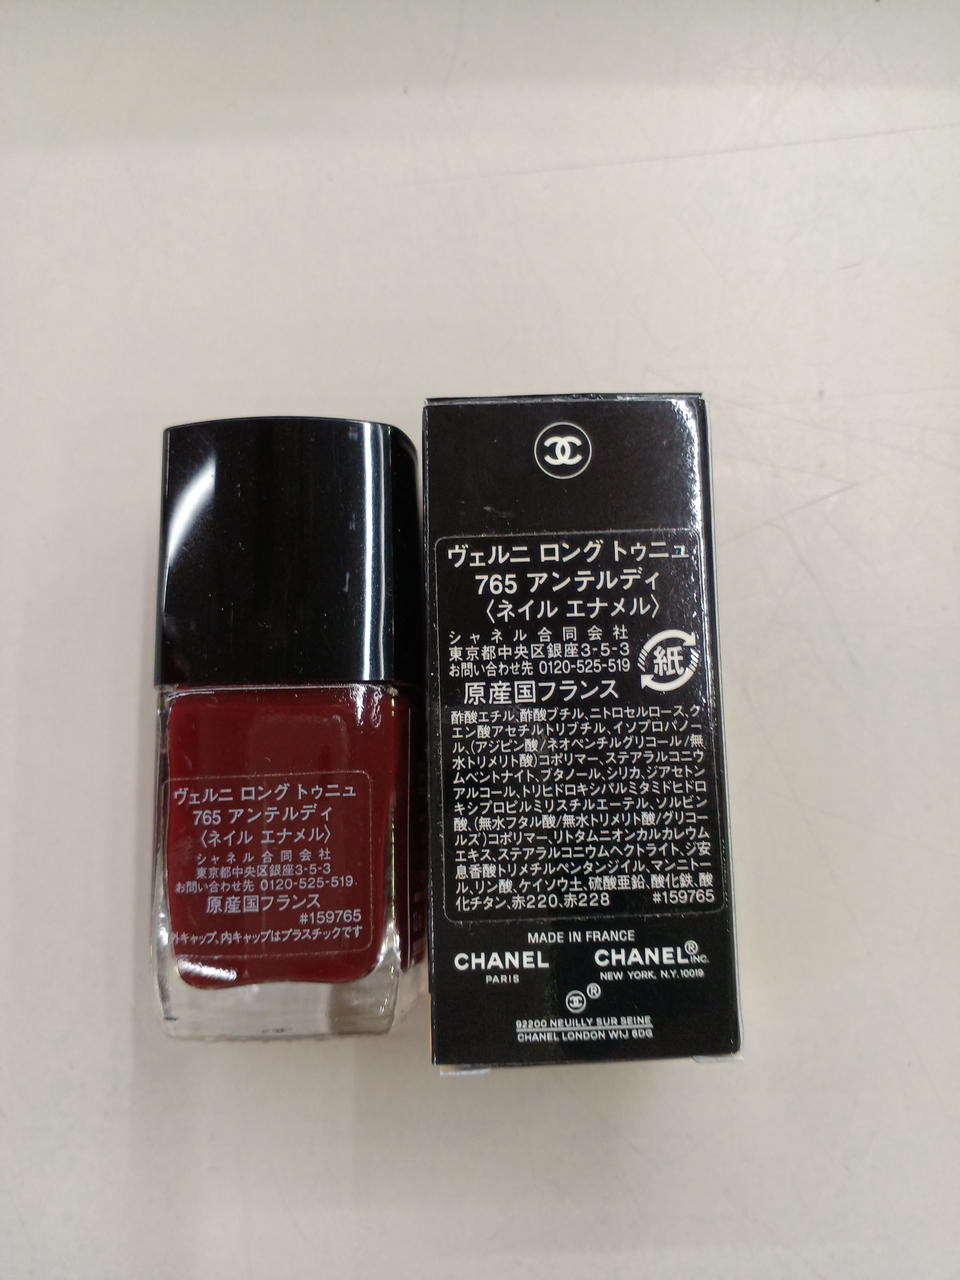 ヴェルニ ロング トゥニュ
765 アンテルディ
〈ネイル エナメル〉
シャネル合同会社
東京都中央区銀座3-5-3
お問い合わせ先 0120-525-519
原産国フランス
#159765
外キャップ、内キャップはプラスチックです
ヴェルニ ロング トゥニュ
765 アンテルディ
〈ネイル エナメル〉
シャネル合同会社
東京都中央区銀座3-5-3
お問い合わせ先 0120-525-519
紙
原産国フランス
酢酸エチル、酢酸ブチル、ニトロセルロース、ク
エン酸アセチルトリブチル、イソプロパノー
ル、(アジピン酸/ネオペンチルグリコール/無
水トリメリト酸)コポリマー、ステアラルコニウ
ムベントナイト、ブタノール、シリカ、ジアセトン
アルコール、トリヒドロキシパルミタミドヒドロ
キシプロピルミリスチルエーテル、ソルビン
酸、(無水フタル酸/無水トリメリト酸/グリコー
ルズ)コポリマー、リトタムニオンカルカレウム
エキス、ステアラルコニウムヘクトライト、ジ安
息香酸トリメチルペンタンジイル、マンニトー
ル、リン酸、ケイソウ土、硫酸亜鉛、酸化鉄、酸
化チタン、赤220、赤228 #159765
MADE IN FRANCE
CHANEL CHANEL® INC.
PARIS NEW YORK, N.Y. 10019
®
92200 NEUILLY SUR SEINE
CHANEL LONDON W1J 6DG